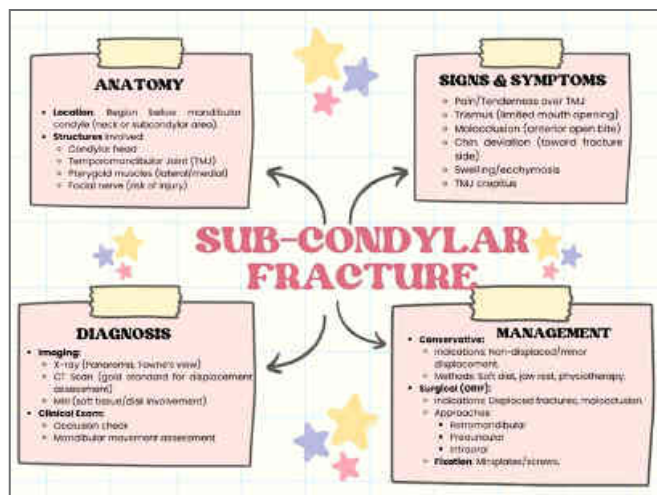 ANATOMY
Location: Region below mandibular
condyle (neck or subcondylar area).
Structures Involved:
Condylar head
Temporomandibular Joint (TMJ)
Pterygoid muscles (lateral/medial)
Facial nerve (risk of injury)
SIGNS & SYMPTOMS
Pain/Tenderness over TMJ
Trismus (limited mouth opening)
Malocclusion (anterior open bite)
Chin deviation (toward fracture
side)
Swelling/ecchymosis
TMJ crepitus
SUB-CONDYLAR
FRACTURE
DIAGNOSIS
Imaging:
X-ray (Panoramic, Towne's view)
CT Scan (gold standard for displacement
assessment)
MRI (soft tissue/disk involvement)
Clinical Exam:
Occlusion check
Mandibular movement assessment
MANAGEMENT
Conservative:
Indications: Non-displaced/minor
displacement.
Methods: Soft diet, jaw rest, physiotherapy.
Surgical (ORIF):
Indications: Displaced fractures, malocclusion.
Approaches:
Retromandibular
Preauricular
Intraoral
Fixation: Miniplates/screws.